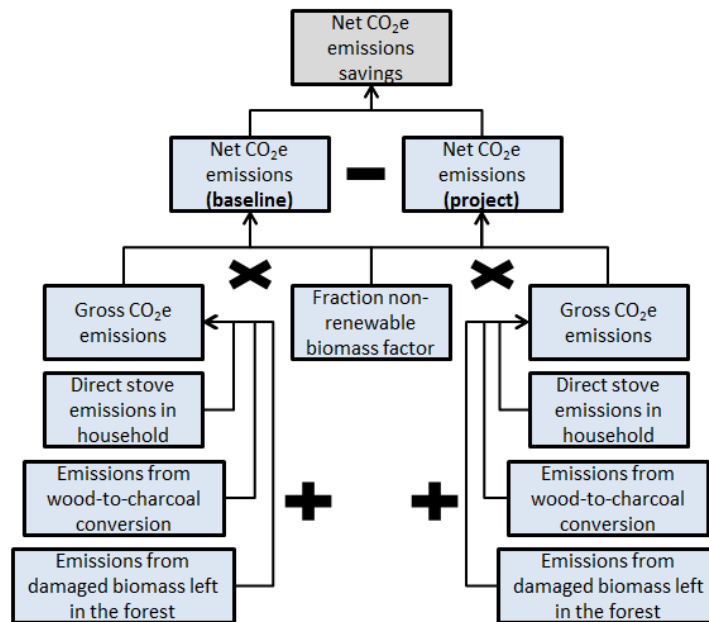 Net CO₂e
emissions
savings
Net CO₂e
emissions
(baseline)
Net CO₂e
emissions
(project)
Gross CO₂e
emissions
Fraction non-
renewable
biomass factor
Gross CO₂e
emissions
Direct stove
emissions in
household
Direct stove
emissions in
household
Emissions from
wood-to-charcoal
conversion
Emissions from
wood-to-charcoal
conversion
Emissions from
damaged biomass left
in the forest
Emissions from
damaged biomass left
in the forest